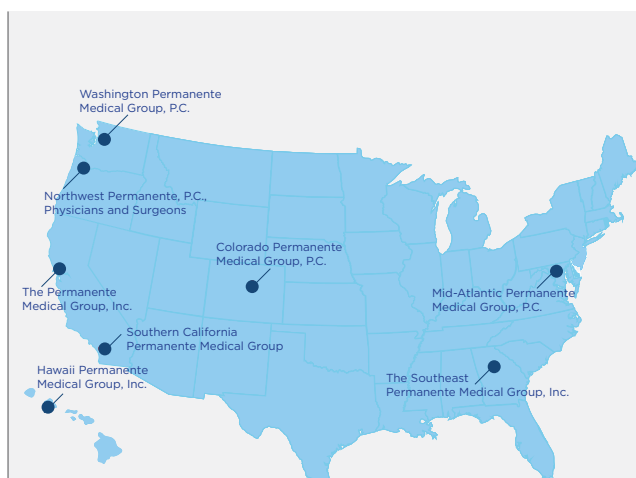 Washington Permanente
Medical Group, P.C.
Northwest Permanente, P.C.,
Physicians and Surgeons
Colorado Permanente
Medical Group, P.C.
The Permanente
Medical Group, Inc.
Mid-Atlantic Permanente
Medical Group, P.C.
Southern California
Permanente Medical Group
Hawaii Permanente
Medical Group, Inc.
The Southeast
Permanente Medical Group, Inc.